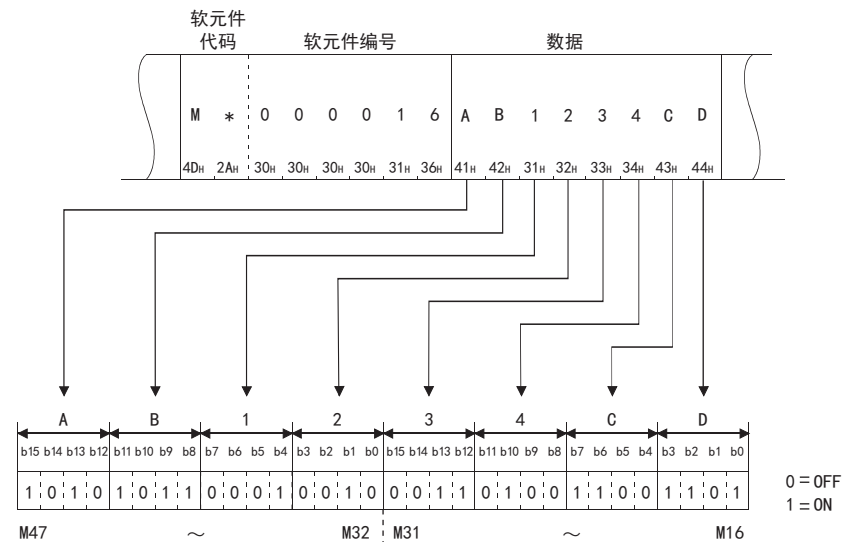 软元件
代码 软元件编号 数据
M * 0 0 0 0 1 6 A B 1 2 3 4 C D
4DH 2AH 30H 30H 30H 30H 31H 36H 41H 42H 31H 32H 33H 34H 43H 44H
A B 1 2 3 4 C D
b15 b14 b13 b12 b11 b10 b9 b8 b7 b6 b5 b4 b3 b2 b1 b0 b15 b14 b13 b12 b11 b10 b9 b8 b7 b6 b5 b4 b3 b2 b1 b0
1 0 1 0 1 0 1 1 0 0 0 1 0 0 1 0 0 0 1 1 0 1 0 0 1 1 0 0 1 1 0 1
0=OFF
1=ON
M47 ~ M32 M31 ~ M16